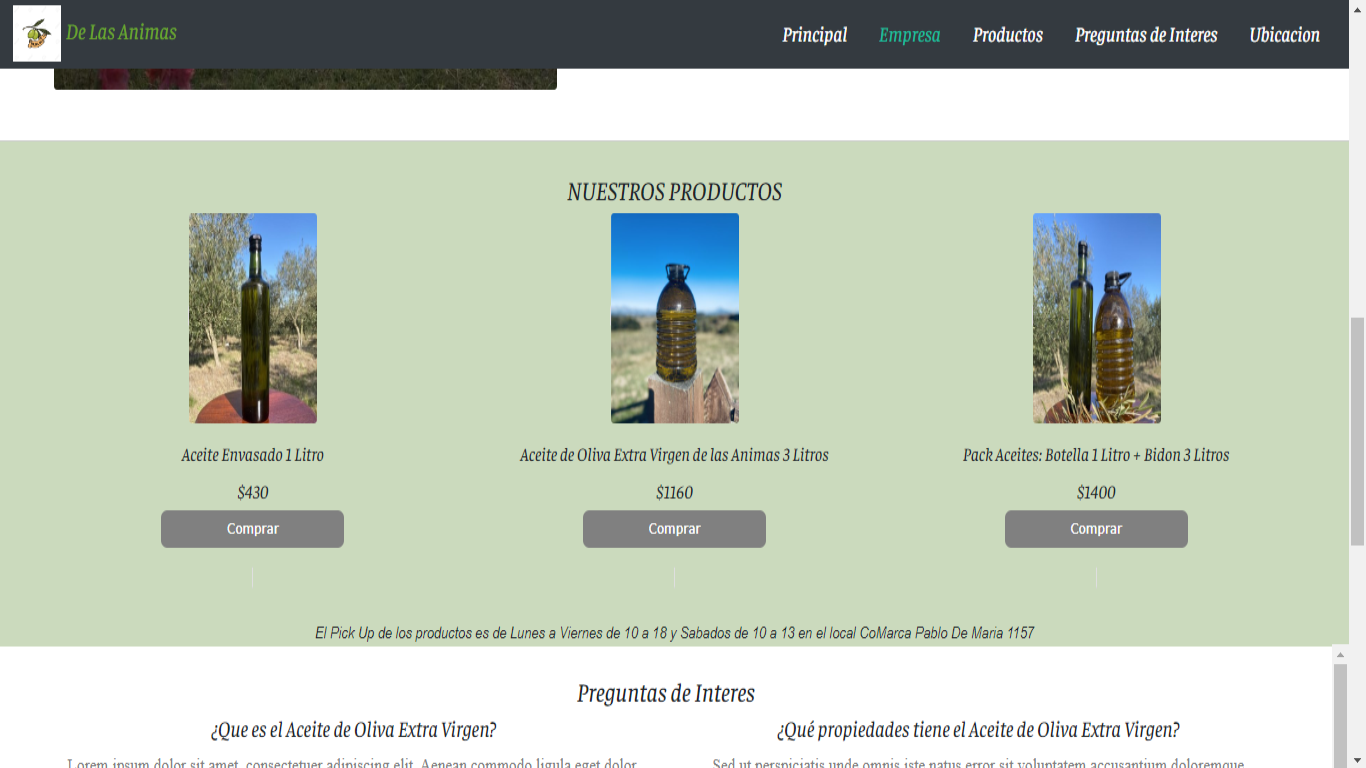 De Las Animas
Principal
Empresa
Productos
Preguntas de Interes
Ubicacion
NUESTROS PRODUCTOS
Aceite Envasado 1 Litro
$430
Comprar
Aceite de Oliva Extra Virgen de las Animas 3 Litros
$1160
Comprar
Pack Aceites: Botella 1 Litro + Bidon 3 Litros
$1400
Comprar
El Pick Up de los productos es de Lunes a Viernes de 10 a 18 y Sabados de 10 a 13 en el local CoMarca Pablo De Maria 1157
Preguntas de Interes
¿Que es el Aceite de Oliva Extra Virgen?
Lorem ipsum dolor sit amet, consectetuer adipiscing elit. Aenean commodo ligula eget dolor
¿Qué propiedades tiene el Aceite de Oliva Extra Virgen?
Sed ut perspiciatis unde omnis iste natus error sit voluptatem accusantium doloremque